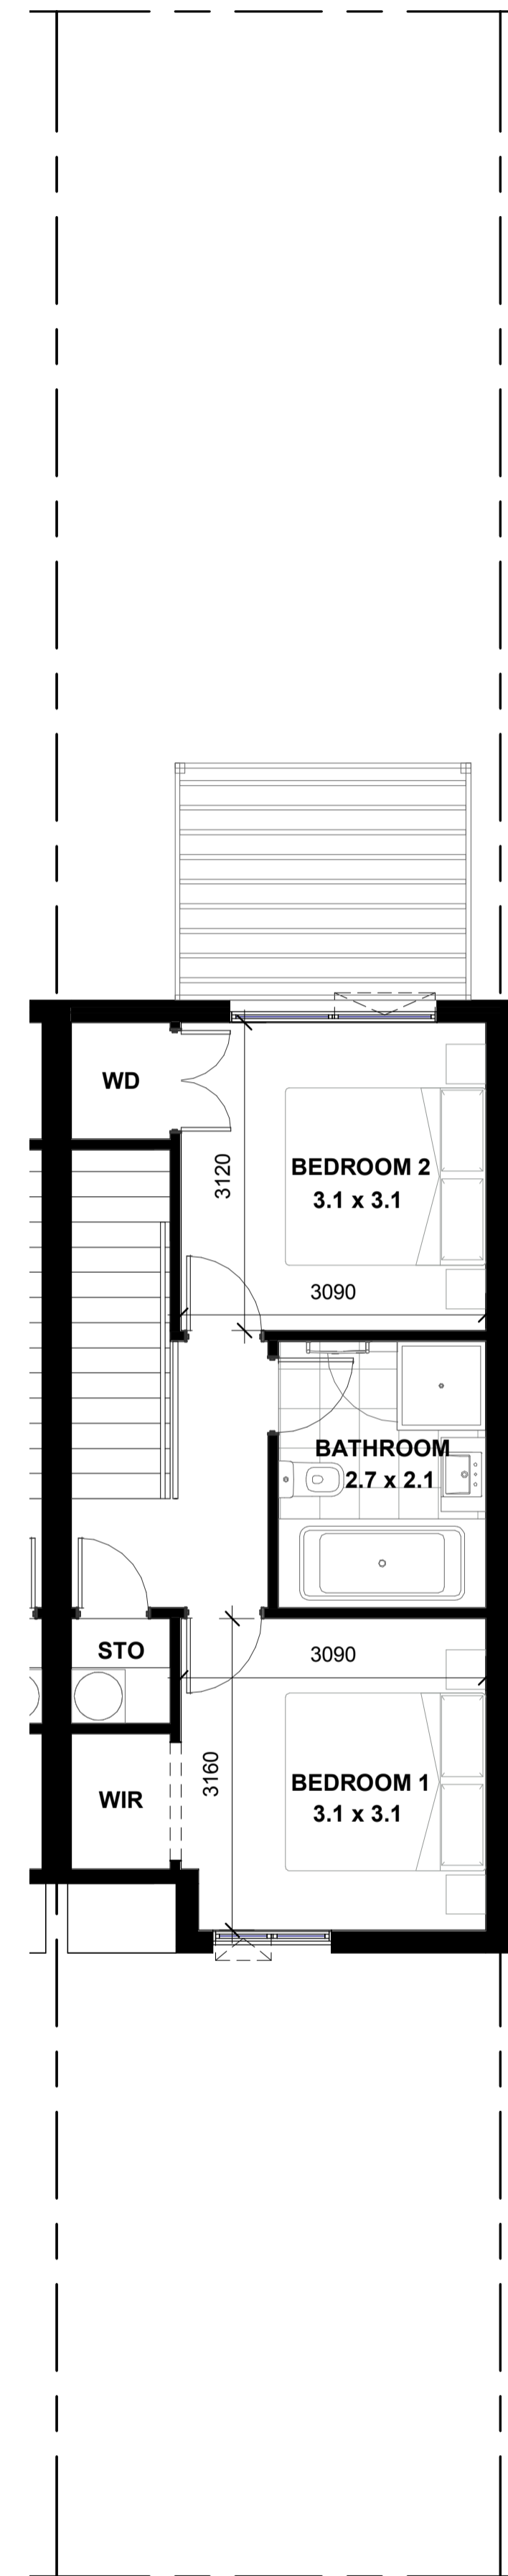 WD
BEDROOM 2
3.1 x 3.1
3120
3090
BATHROOM
2.7 x 2.1
STO
3090
3160
WIR
BEDROOM 1
3.1 x 3.1